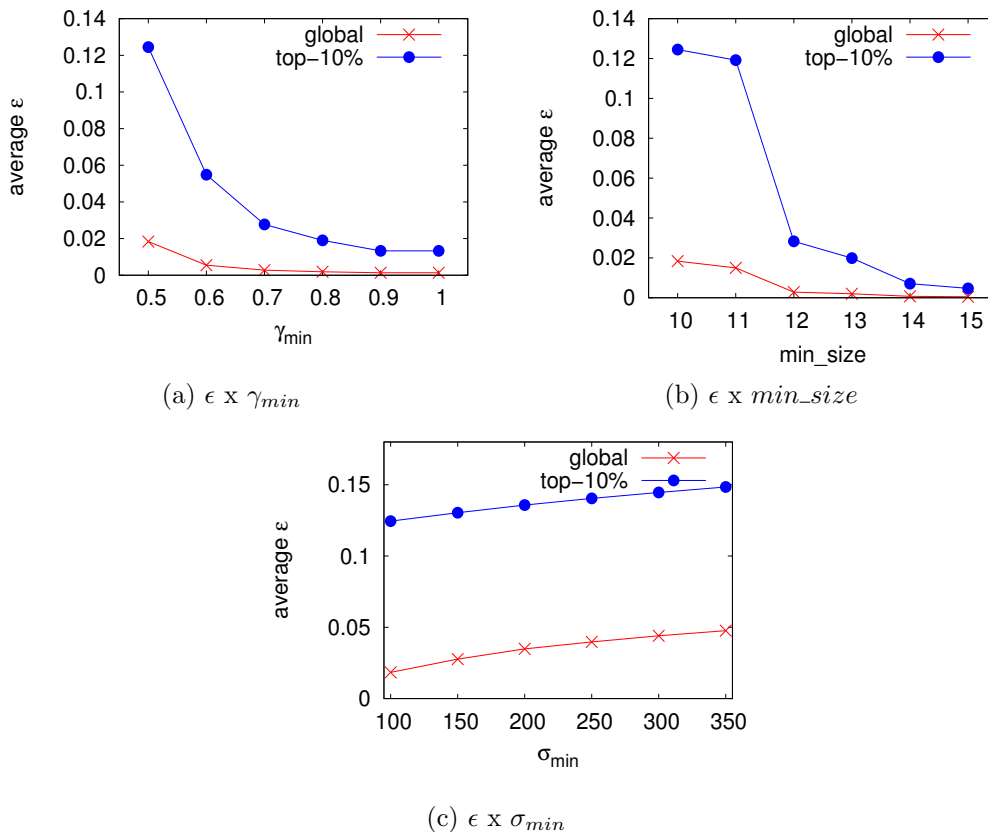 0.14
0.12
0.1
0.08
0.06
0.04
0.02
0
average ε
global
top-10%
0.5 0.6 0.7 0.8 0.9 1
γmin
(a) ϵ x γmin
0.14
0.12
0.1
0.08
0.06
0.04
0.02
0
average ε
global
top-10%
10 11 12 13 14 15
min_size
(b) ϵ x min_size
0.15
0.1
0.05
0
average ε
global
top-10%
100 150 200 250 300 350
σmin
(c) ϵ x σmin